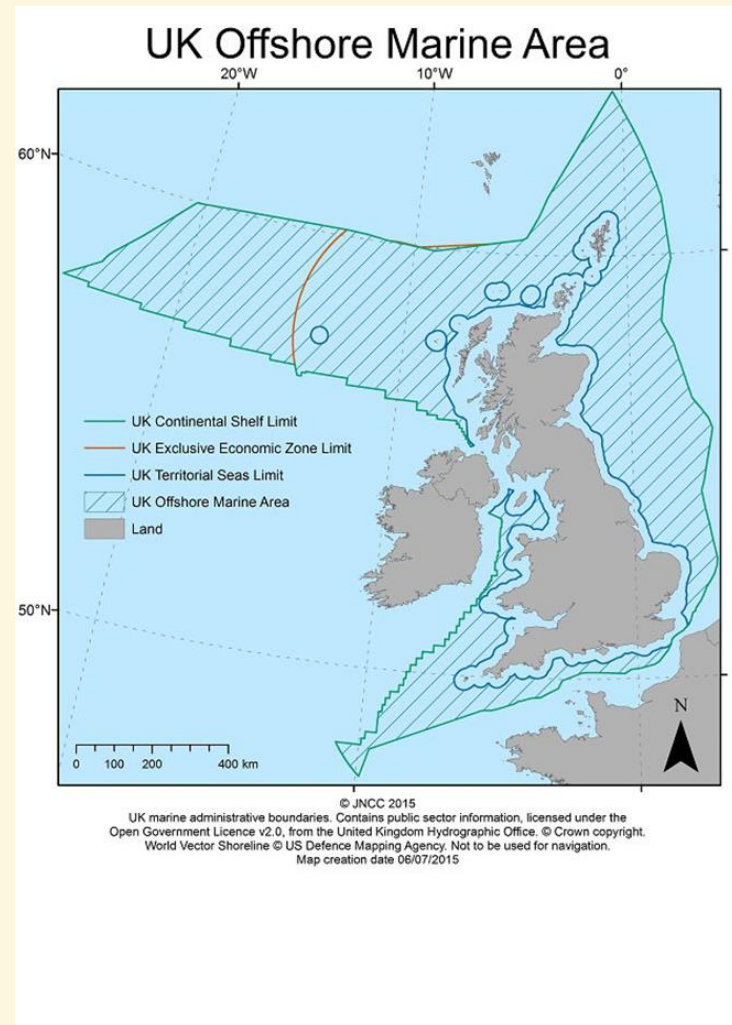 UK Offshore Marine Area
20°W
10°W
0°
60°N
UK Continental Shelf Limit
UK Exclusive Economic Zone Limit
UK Territorial Seas Limit
UK Offshore Marine Area
Land
50°N
N
0 100 200 400 km
© JNCC 2015
UK marine administrative boundaries. Contains public sector information, licensed under the
Open Government Licence v2.0, from the United Kingdom Hydrographic Office. © Crown copyright.
World Vector Shoreline © US Defence Mapping Agency. Not to be used for navigation.
Map creation date 06/07/2015